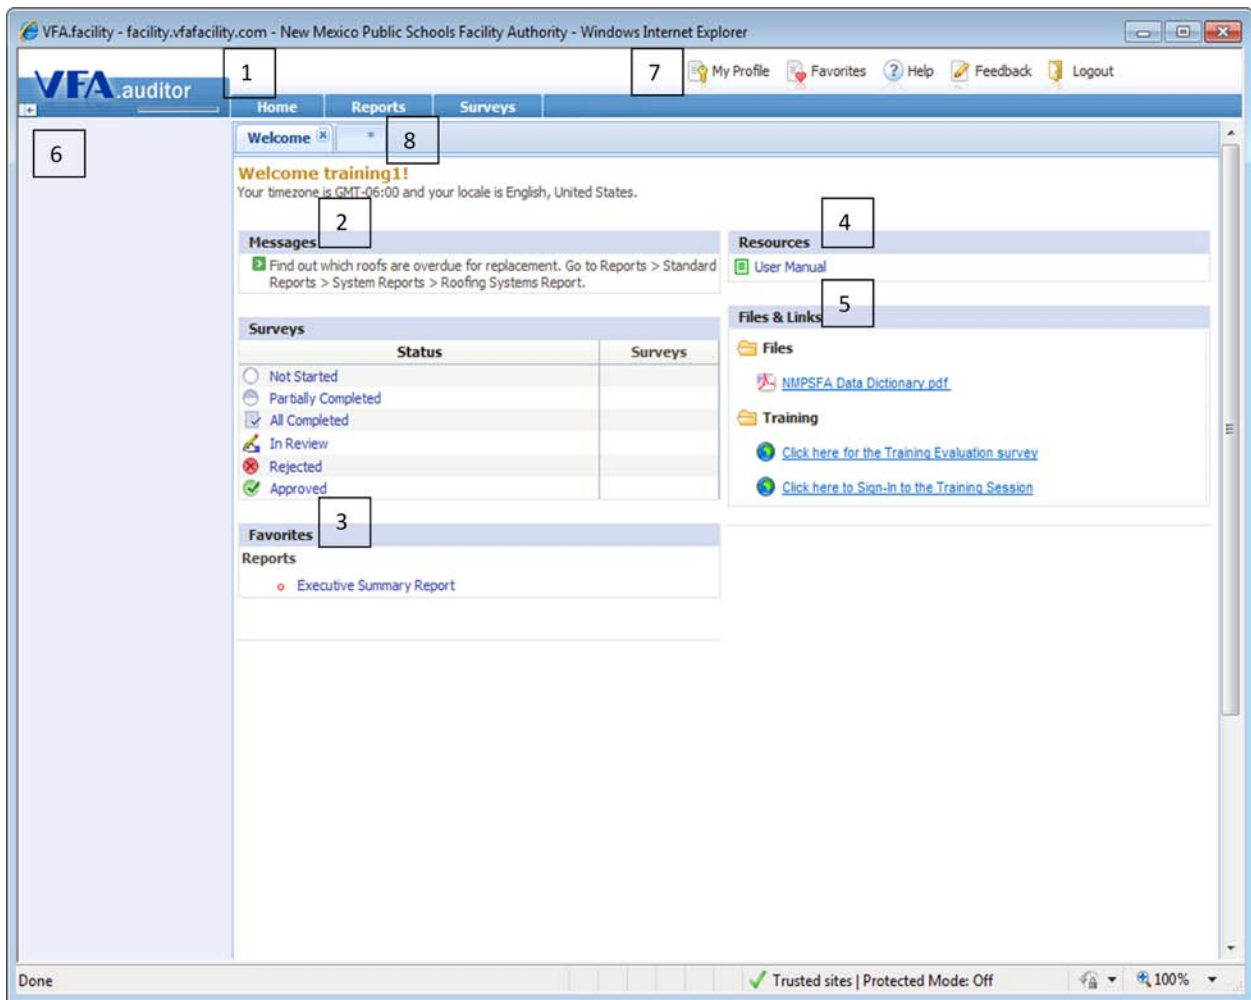 VFA.facility - facility.vfafacility.com - New Mexico Public Schools Facility Authority - Windows Internet Explorer
VFA.auditor
1
7
My Profile
Favorites
Help
Feedback
Logout
Home
Reports
Surveys
6
Welcome
*
8
Welcome training1!
Your timezone is GMT-06:00 and your locale is English, United States.
2
Messages
Find out which roofs are overdue for replacement. Go to Reports > Standard
Reports > System Reports > Roofing Systems Report.
Surveys
Status
Surveys
Not Started
Partially Completed
All Completed
In Review
Rejected
Approved
3
Favorites
Reports
Executive Summary Report
4
Resources
User Manual
5
Files & Links
Files
NMPSFA Data Dictionary.pdf
Training
Click here for the Training Evaluation survey
Click here to Sign-In to the Training Session
Done
Trusted sites | Protected Mode: Off
100%